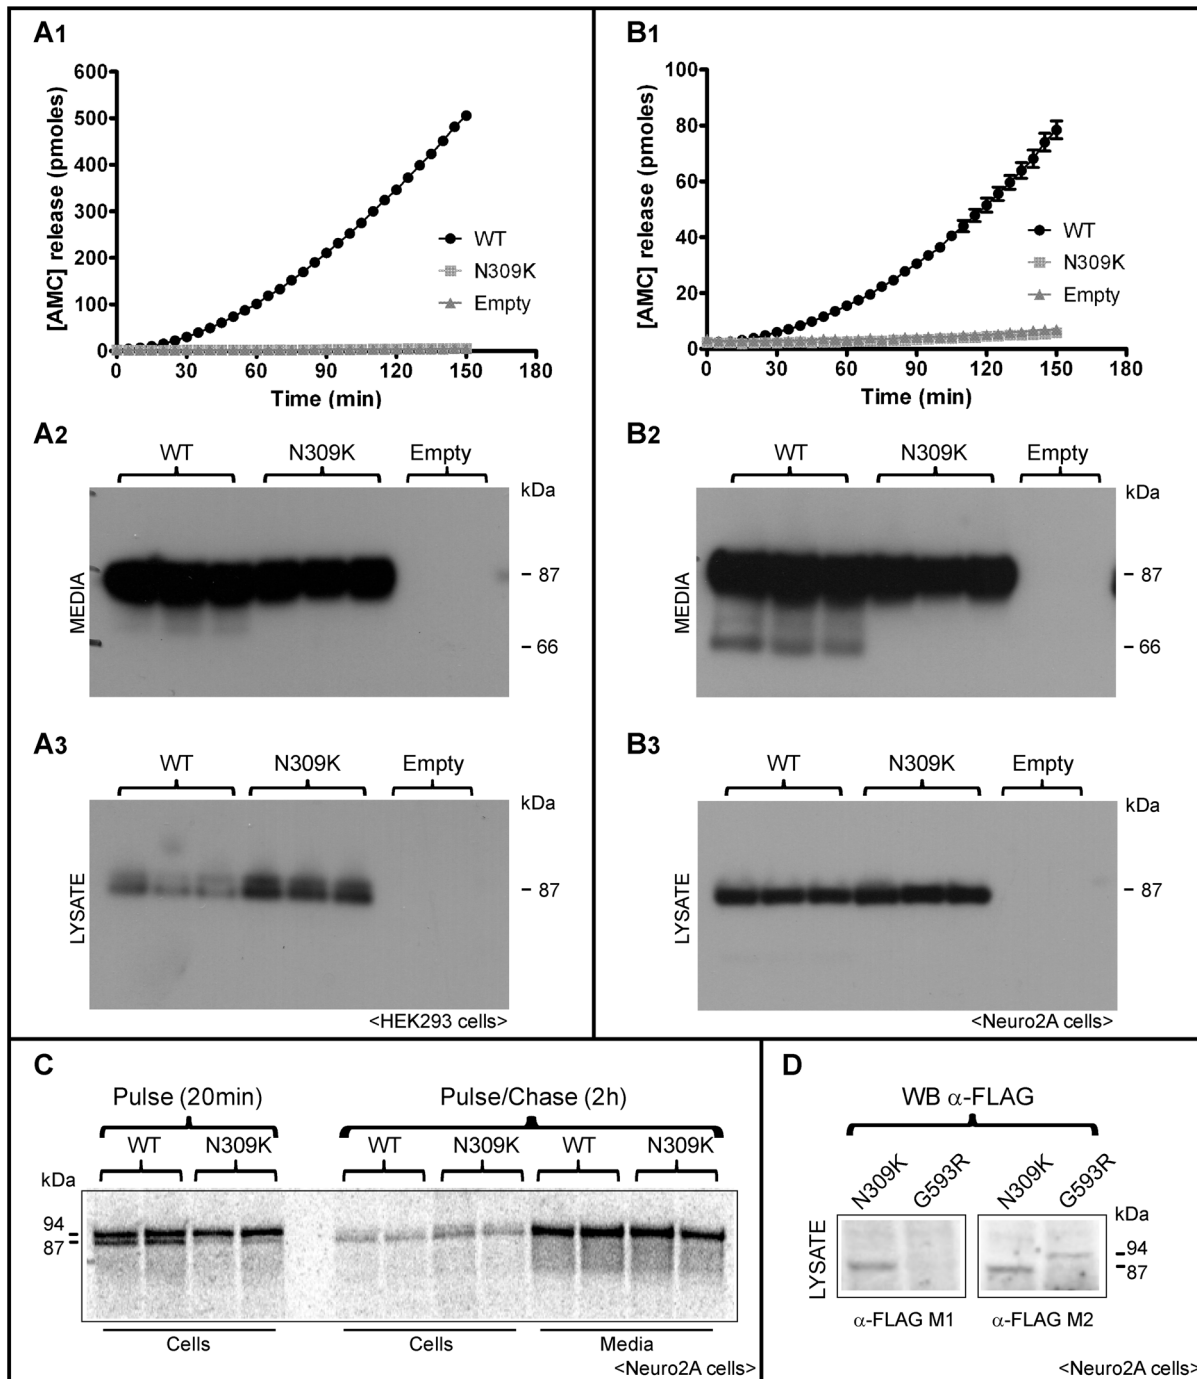 A1
[AMC] release (pmoles)
600
500
400
300
200
100
0
0 30 60 90 120 150 180
Time (min)
WT
N309K
Empty
B1
[AMC] release (pmoles)
100
80
60
40
20
0
0 30 60 90 120 150 180
Time (min)
WT
N309K
Empty
A2
WT N309K Empty
kDa
MEDIA
- 87
- 66
B2
WT N309K Empty
kDa
MEDIA
- 87
- 66
A3
WT N309K Empty
kDa
LYSATE
- 87
<HEK293 cells>
B3
WT N309K Empty
kDa
LYSATE
- 87
<Neuro2A cells>
C
Pulse (20min) Pulse/Chase (2h)
WT N309K WT N309K WT N309K
kDa
94
87
Cells Cells Media
<Neuro2A cells>
D
WB α-FLAG
N309K G593R N309K G593R
kDa
LYSATE
94
87
α-FLAG M1 α-FLAG M2
<Neuro2A cells>